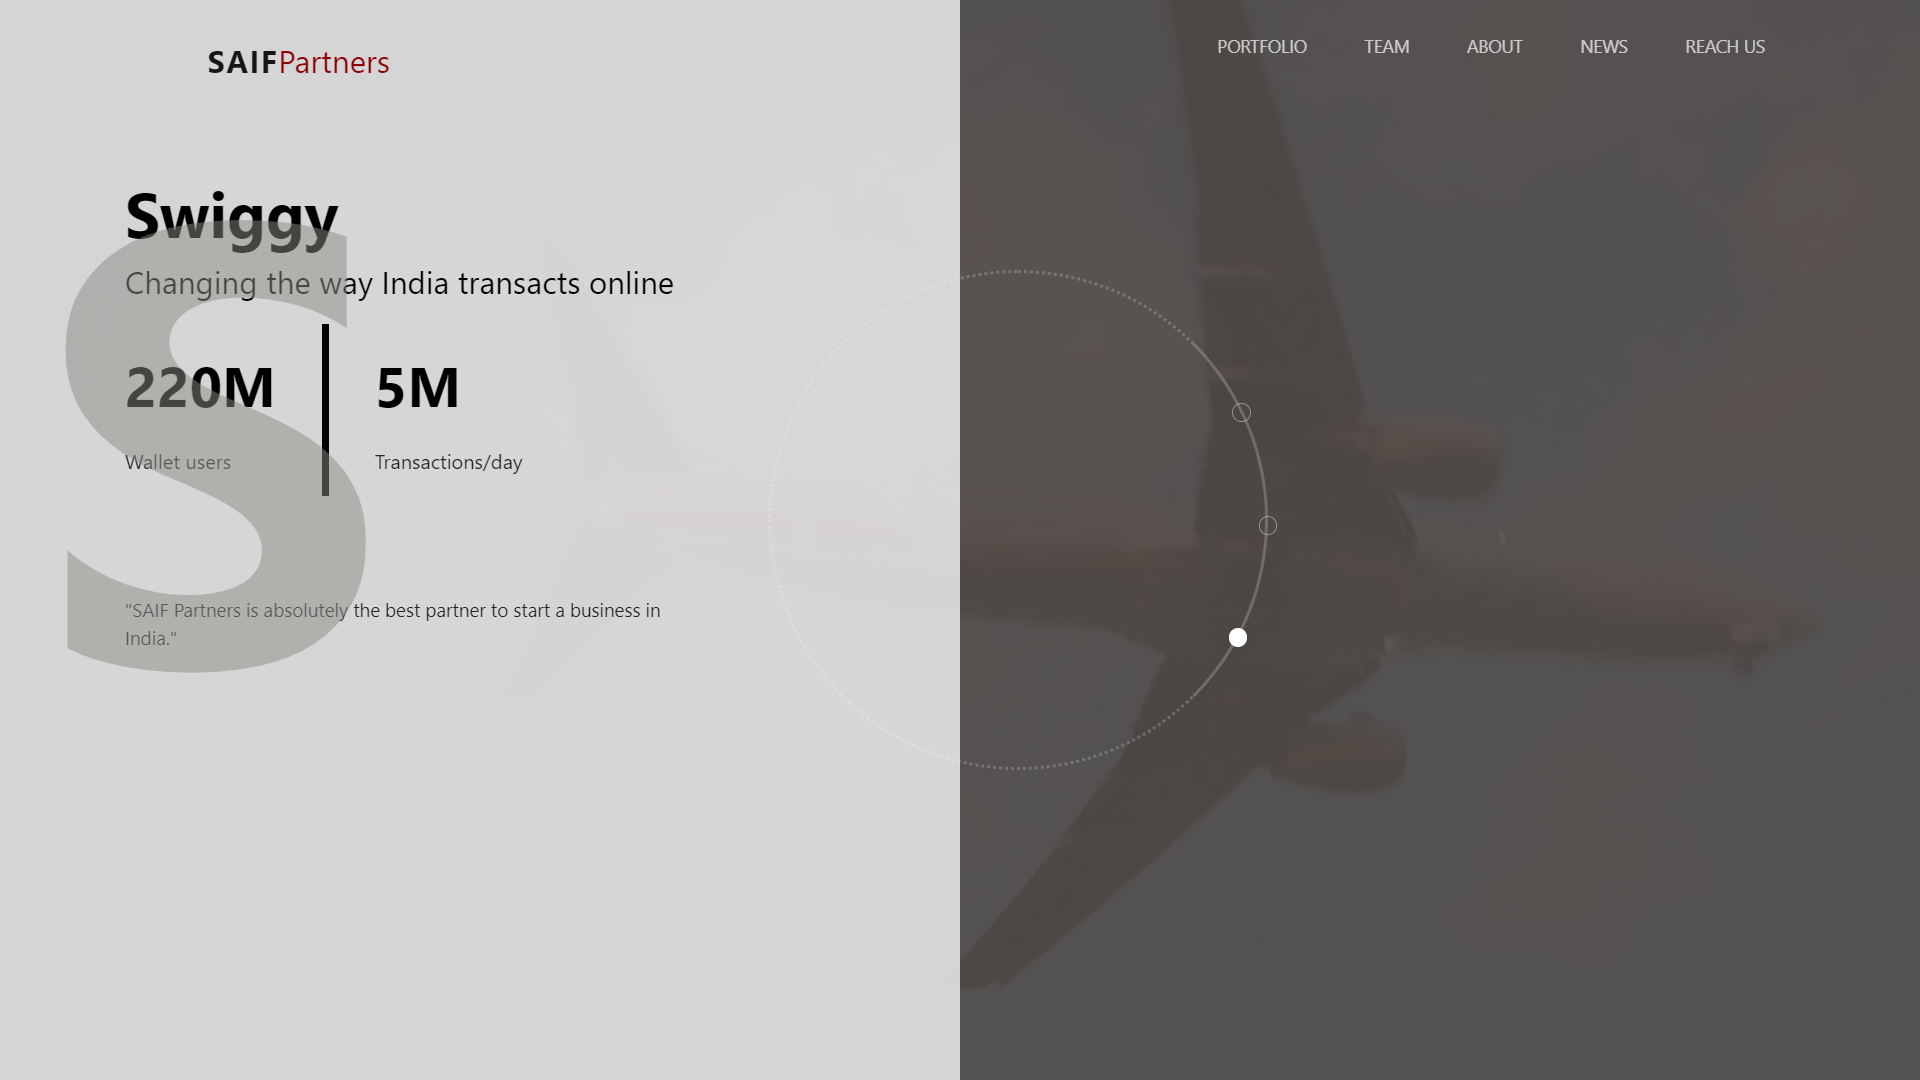 SAIFPartners
PORTFOLIO TEAM ABOUT NEWS REACH US
Swiggy
Changing the way India transacts online
220M
5M
Wallet users
Transactions/day
S
"SAIF Partners is absolutely the best partner to start a business in
India."